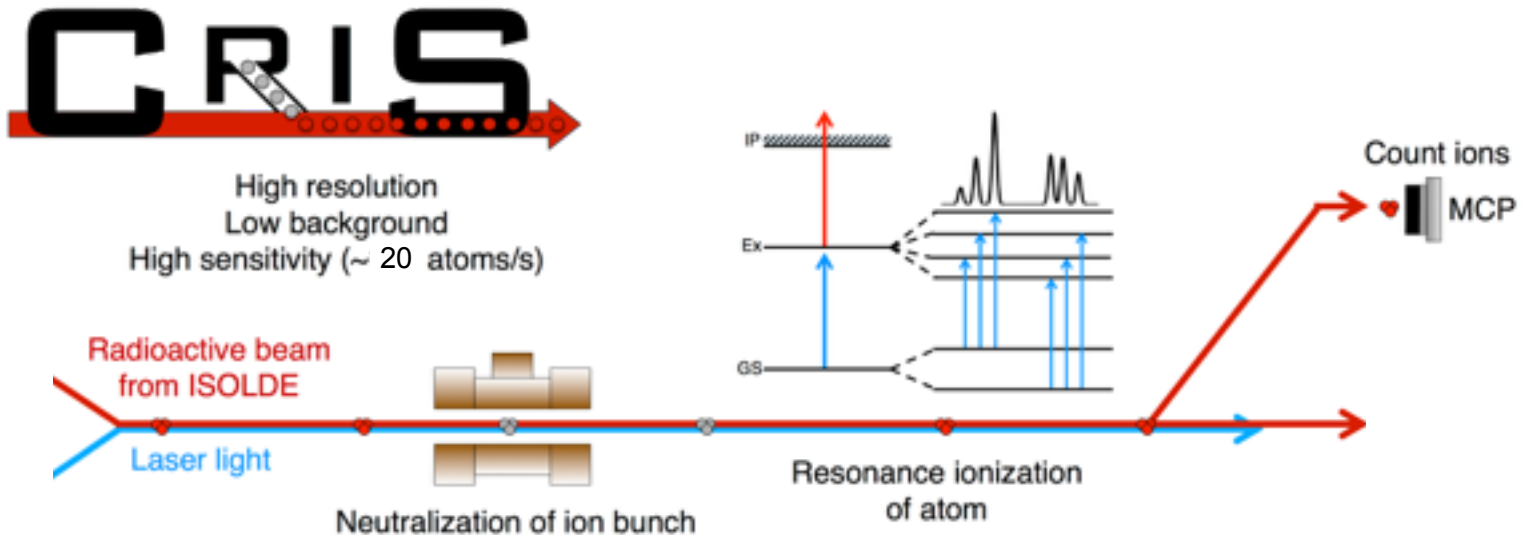 CRIS
High resolution
Low background
High sensitivity (~ 20 atoms/s)
IP
Ex
GS
Count ions
MCP
Radioactive beam
from ISOLDE
Laser light
Neutralization of ion bunch
Resonance ionization
of atom